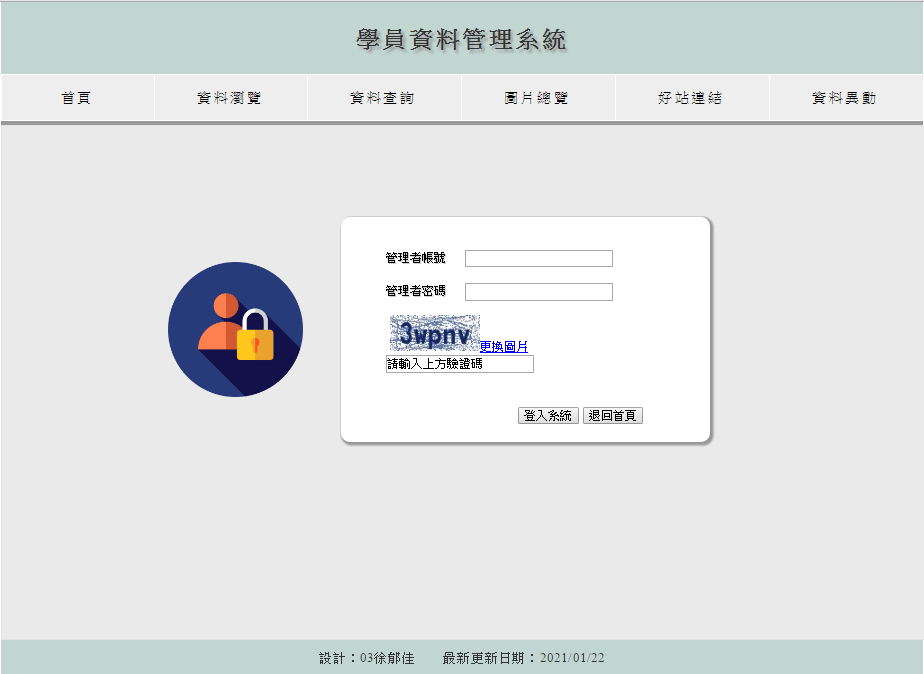 學員資料管理系統
首頁 資料瀏覽 資料查詢 圖片總覽 好站連結 資料異動
管理者帳號
管理者密碼
3wpnv 更換圖片
請輸入上方驗證碼
登入系統 退回首頁
設計：03徐郁佳 最新更新日期：2021/01/22